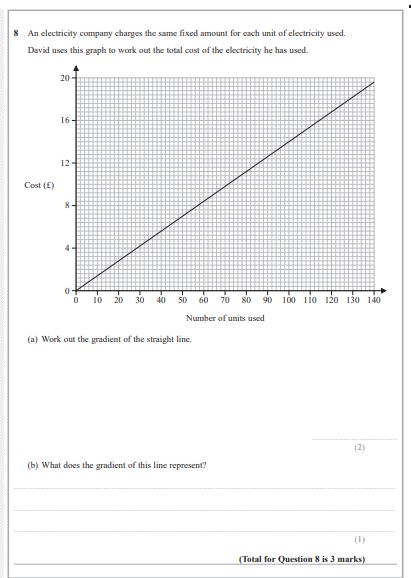 8 An electricity company charges the same fixed amount for each unit of electricity used.
David uses this graph to work out the total cost of the electricity he has used.
20
16
12
Cost (£)
8
4
0
0 10 20 30 40 50 60 70 80 90 100 110 120 130 140
Number of units used
(a) Work out the gradient of the straight line.
(2)
(b) What does the gradient of this line represent?
(1)
(Total for Question 8 is 3 marks)